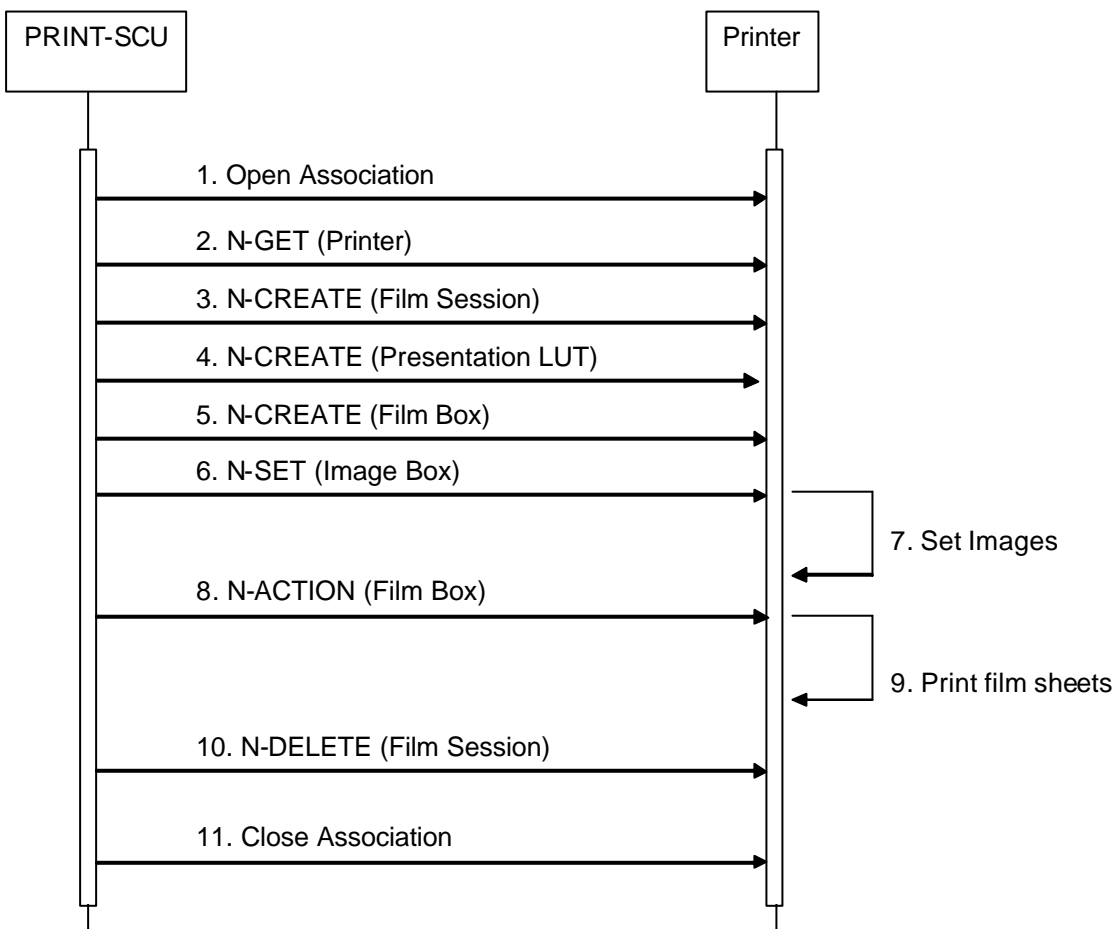 PRINT-SCU
Printer
1. Open Association
2. N-GET (Printer)
3. N-CREATE (Film Session)
4. N-CREATE (Presentation LUT)
5. N-CREATE (Film Box)
6. N-SET (Image Box)
7. Set Images
8. N-ACTION (Film Box)
9. Print film sheets
10. N-DELETE (Film Session)
11. Close Association